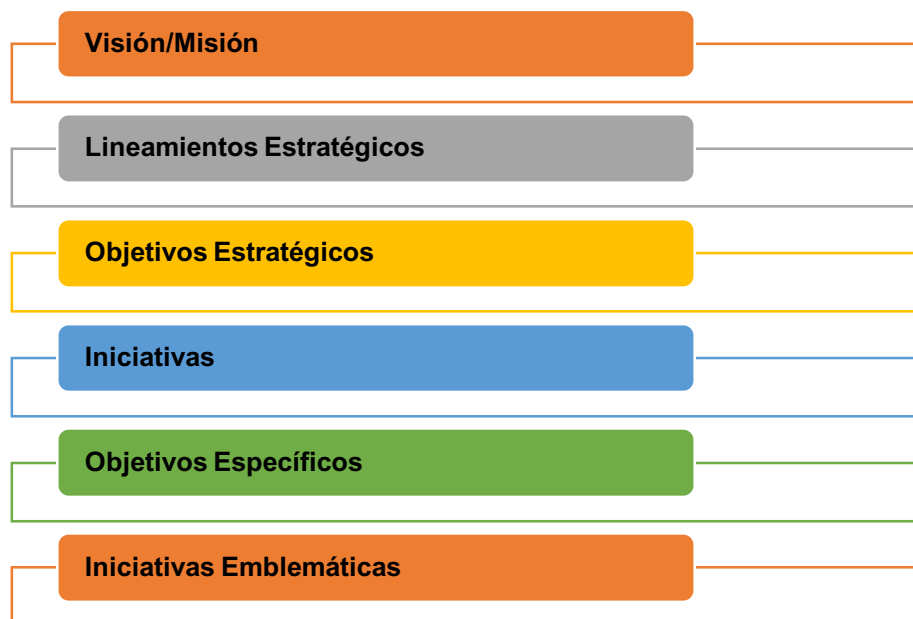 Visión/Misión
Lineamientos Estratégicos
Objetivos Estratégicos
Iniciativas
Objetivos Específicos
Iniciativas Emblemáticas